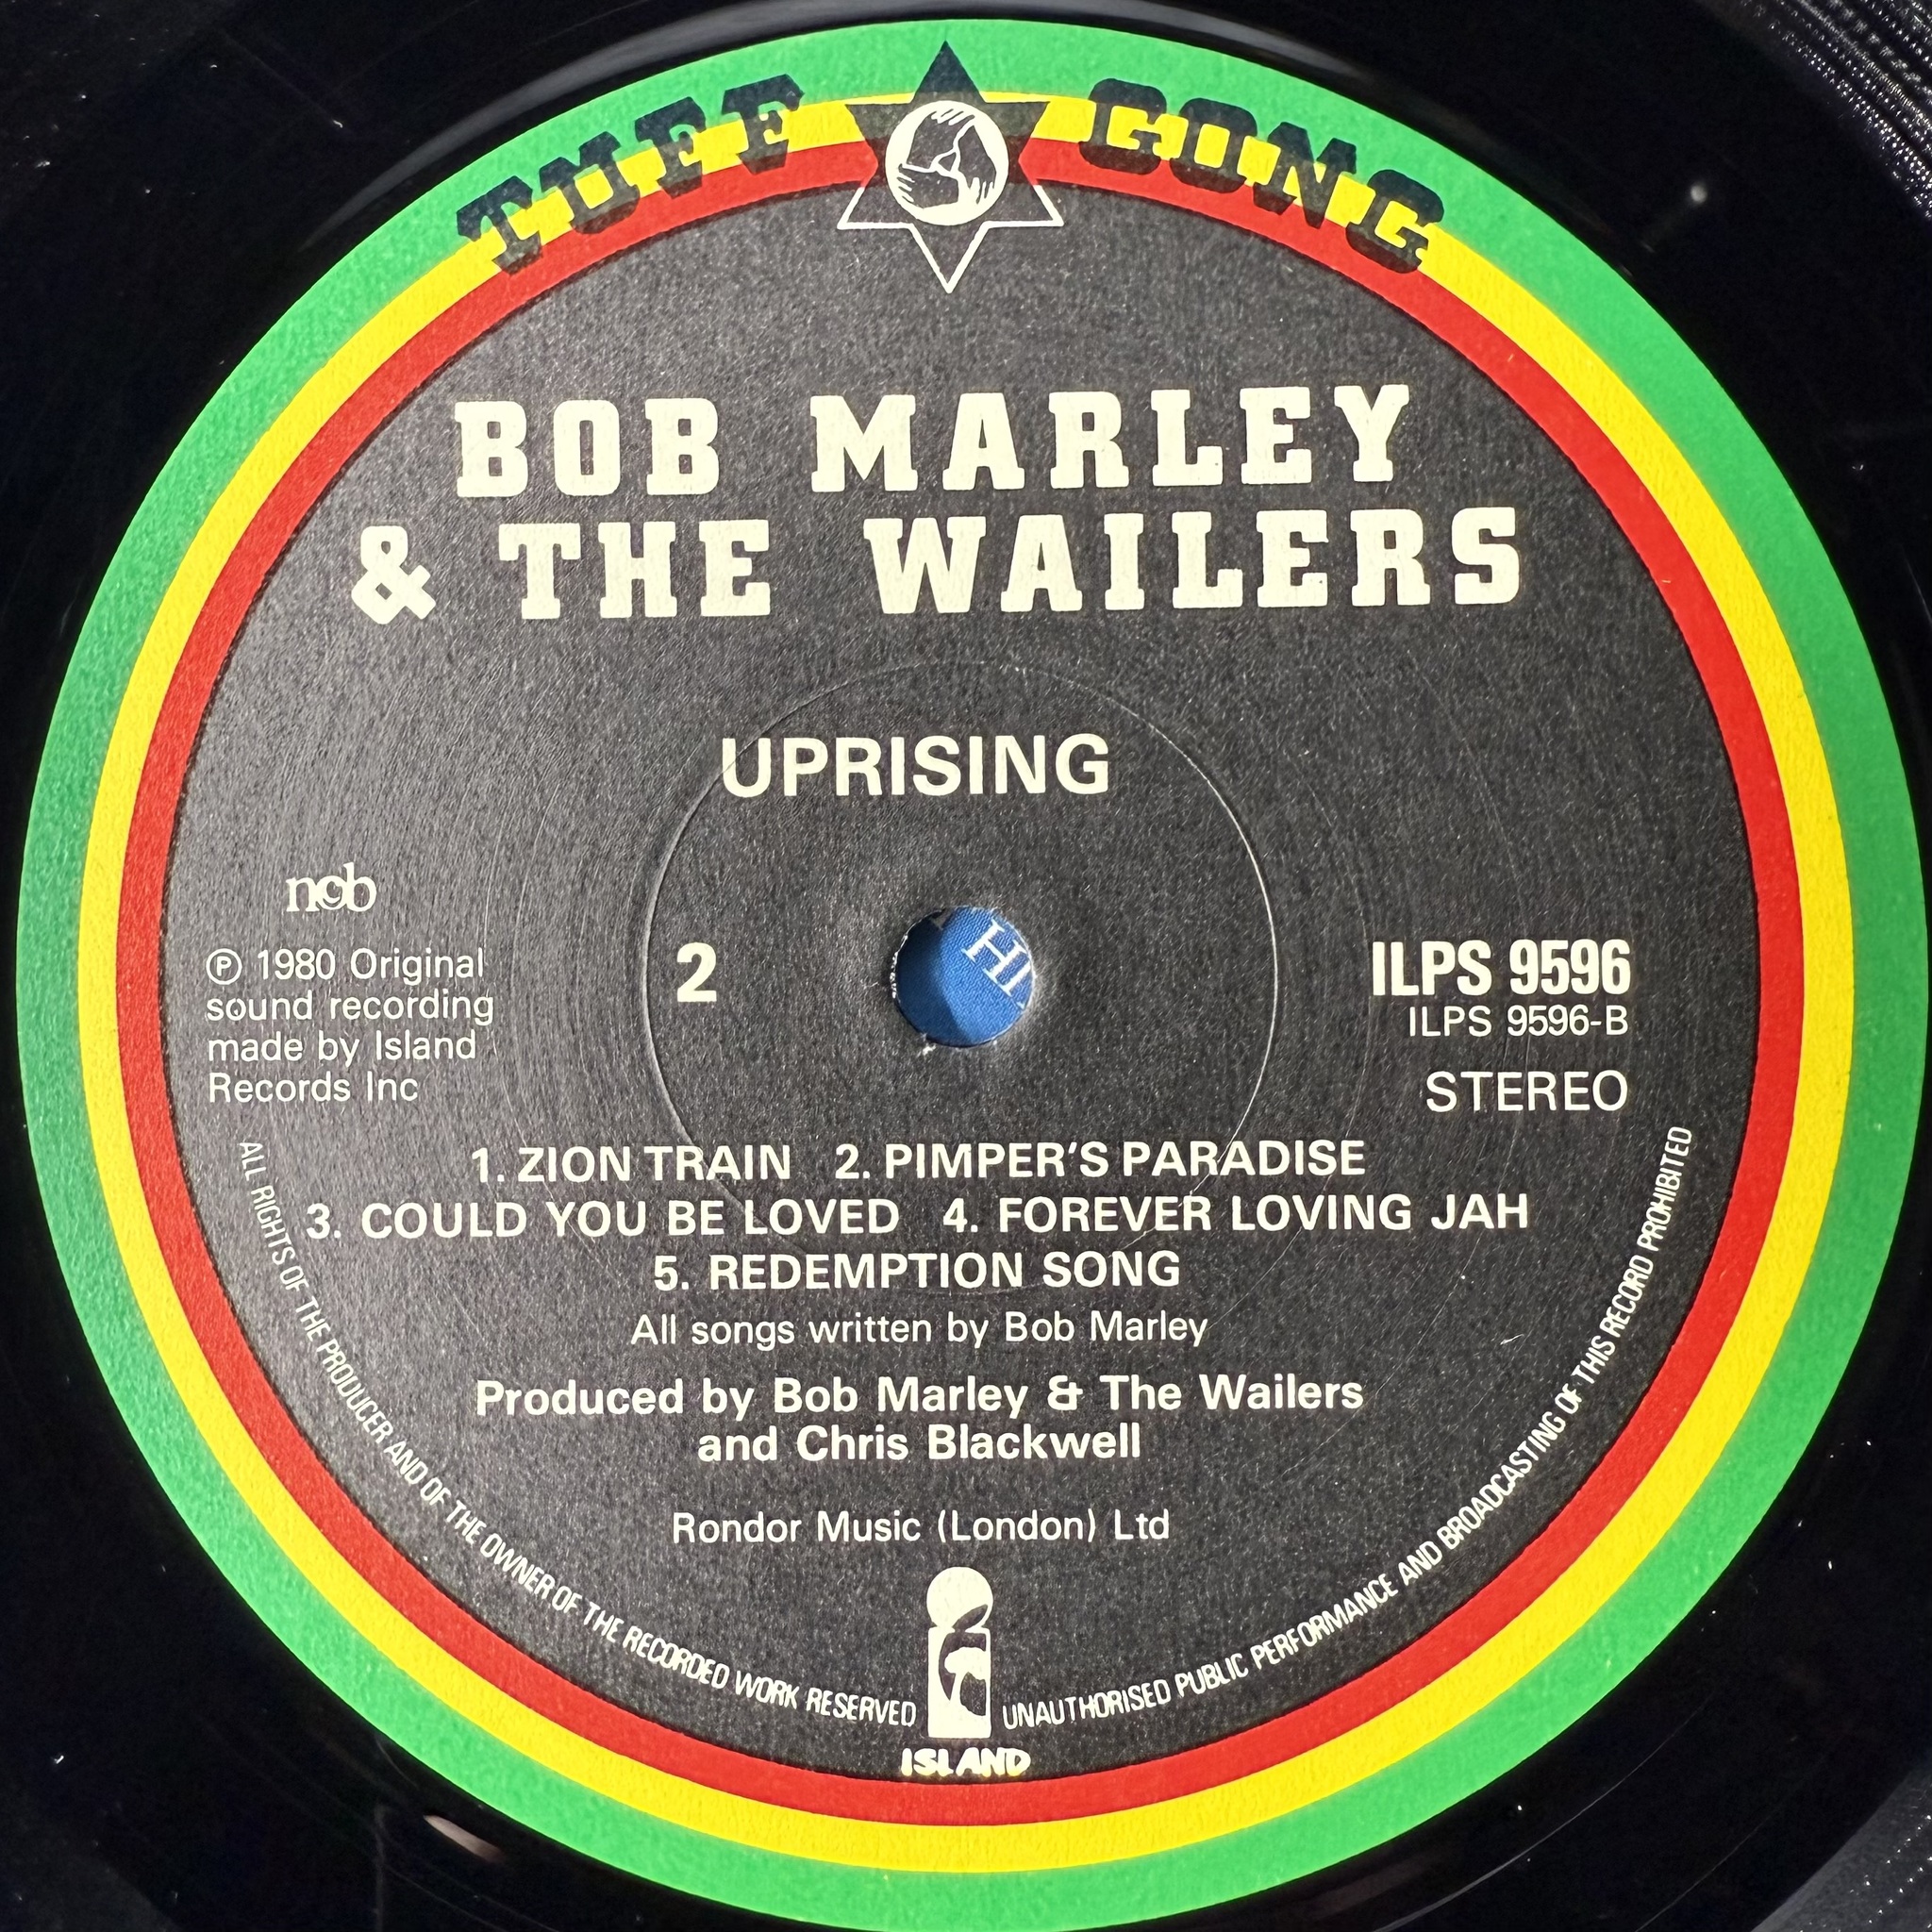 TUFF GONG
BOB MARLEY
& THE WAILERS
UPRISING
ncb
℗ 1980 Original
sound recording
made by Island
Records Inc
2
HI
ILPS 9596
ILPS 9596-B
STEREO
1. ZION TRAIN 2. PIMPER'S PARADISE
3. COULD YOU BE LOVED 4. FOREVER LOVING JAH
5. REDEMPTION SONG
All songs written by Bob Marley
Produced by Bob Marley & The Wailers
and Chris Blackwell
Rondor Music (London) Ltd
ALL RIGHTS OF THE PRODUCER AND OF THE OWNER OF THE RECORDED WORK RESERVED
UNAUTHORISED PUBLIC PERFORMANCE AND BROADCASTING OF THIS RECORD PROHIBITED
ISLAND